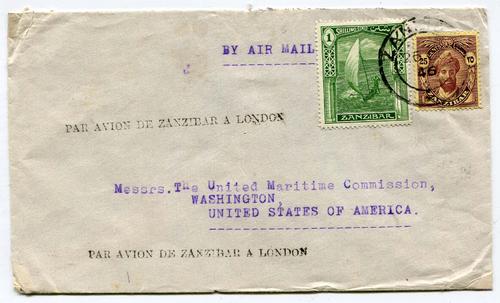 BY AIR MAIL
1 SHILLING
ZANZIBAR
25
ZANZIBAR
PAR AVION DE ZANZIBAR A LONDON
Messrs. The United Maritime Commission,
WASHINGTON,
UNITED STATES OF AMERICA.
PAR AVION DE ZANZIBAR A LONDON